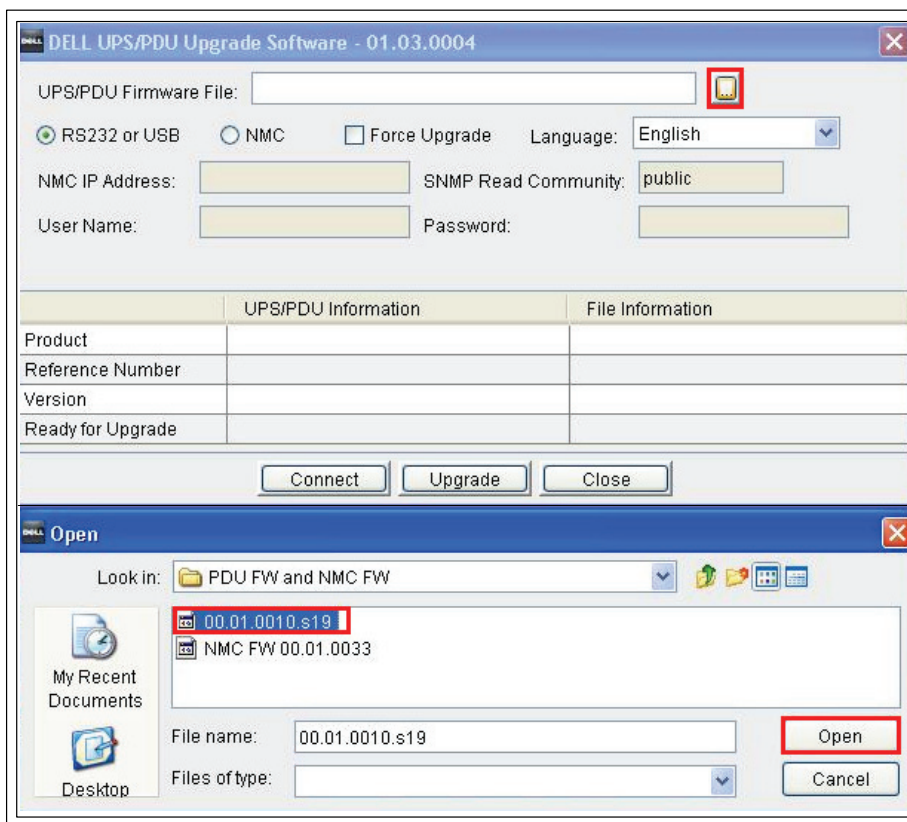 DELL UPS/PDU Upgrade Software - 01.03.0004
UPS/PDU Firmware File:
...
RS232 or USB NMC Force Upgrade Language: English
NMC IP Address: SNMP Read Community: public
User Name: Password:
UPS/PDU Information File Information
Product
Reference Number
Version
Ready for Upgrade
Connect Upgrade Close
DELL Open
Look in: PDU FW and NMC FW
00.01.0010.s19
NMC FW 00.01.0033
My Recent
Documents
Desktop
File name: 00.01.0010.s19 Open
Files of type: Cancel